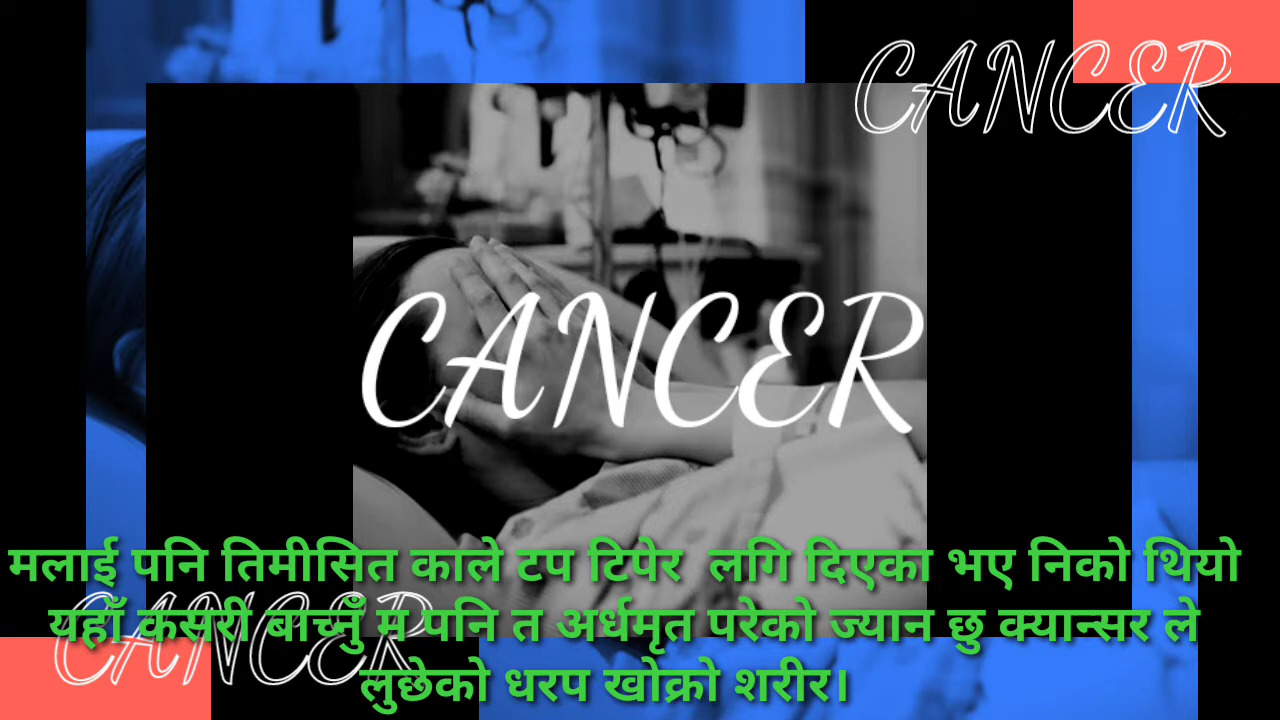 CANCER
CANCER
मलाई पनि तिमीसित काले टप टिपेर  लगि दिएका भए निको थियो
यहाँ कसरी बाच्नुँ म पनि त अर्धमृत परेको ज्यान छु क्यान्सर ले
CANCER
लुछेको धरप खोक्रो शरीर।